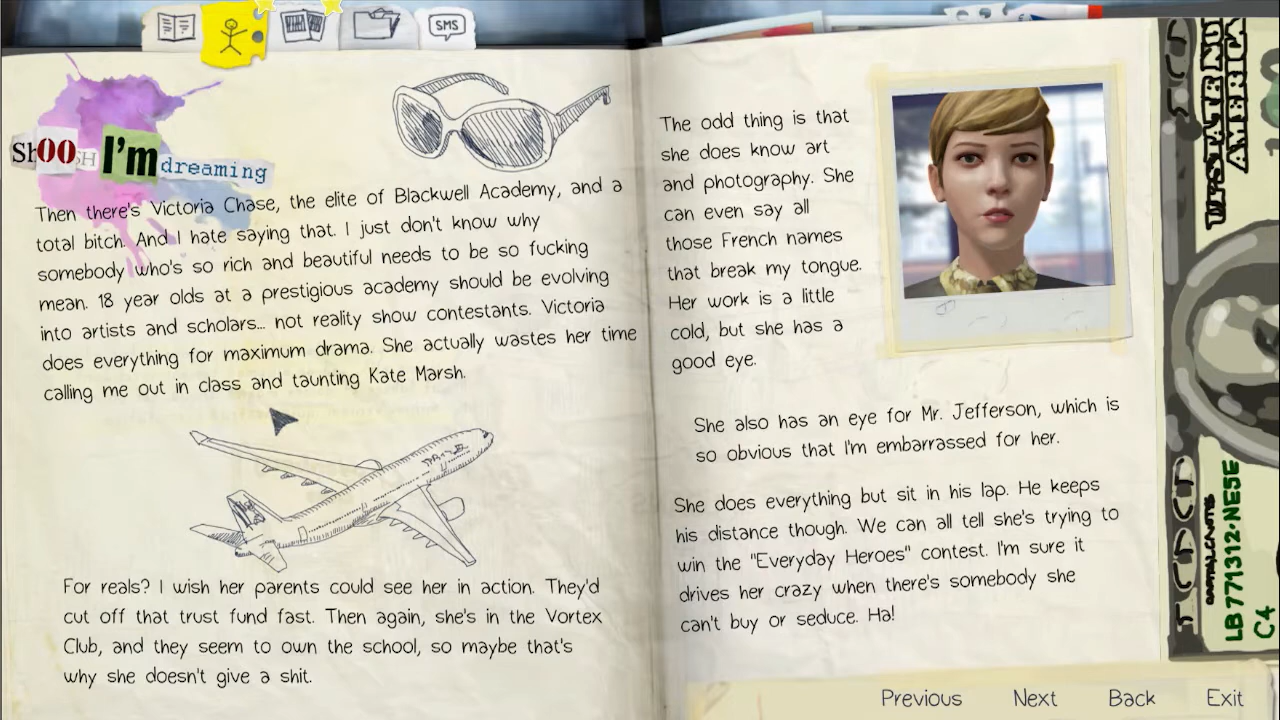 SMS
ShOOSH I'm dreaming
Then there's Victoria Chase, the elite of Blackwell Academy, and a
total bitch. And I hate saying that. I just don't know why
somebody who's so rich and beautiful needs to be so fucking
mean. 18 year olds at a prestigious academy should be evolving
into artists and scholars... not reality show contestants. Victoria
does everything for maximum drama. She actually wastes her time
calling me out in class and taunting Kate Marsh.
For reals? I wish her parents could see her in action. They'd
cut off that trust fund fast. Then again, she's in the Vortex
Club, and they seem to own the school, so maybe that's
why she doesn't give a shit.
The odd thing is that
she does know art
and photography. She
can even say all
those French names
that break my tongue.
Her work is a little
cold, but she has a
good eye.
She also has an eye for Mr. Jefferson, which is
so obvious that I'm embarrassed for her.
She does everything but sit in his lap. He keeps
his distance though. We can all tell she's trying to
win the "Everyday Heroes" contest. I'm sure it
drives her crazy when there's somebody she
can't buy or seduce. Ha!
AMERICA
LB771312-NE5E
C4
Previous
Next
Back
Exit